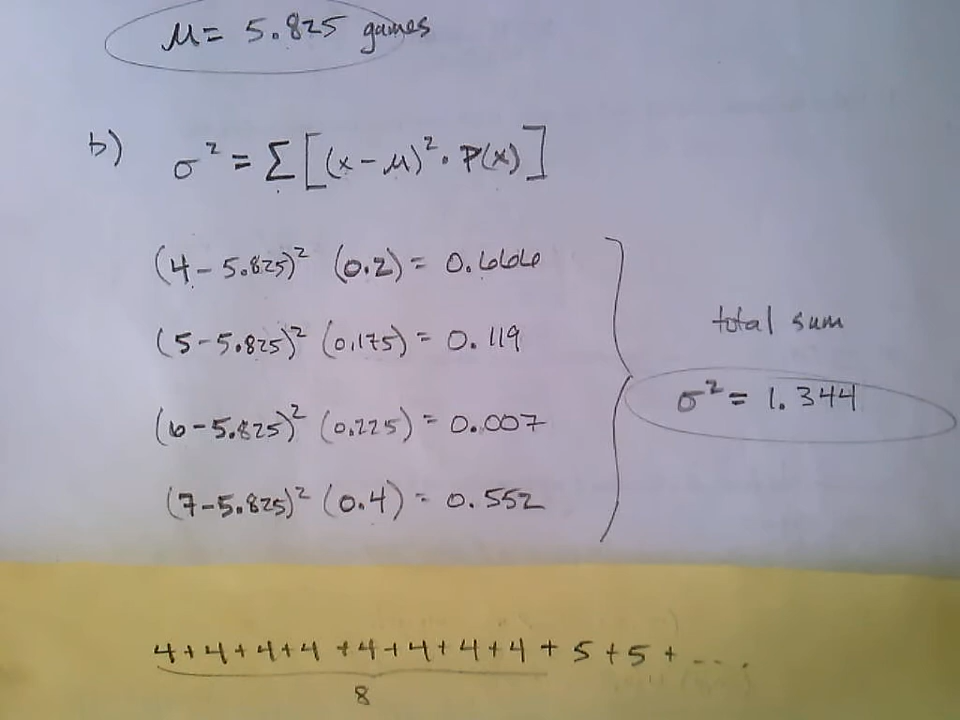 μ = 5.825 games
b) σ² = Σ[(x - μ)² · P(x)]
(4 - 5.825)² (0.2) = 0.666
(5 - 5.825)² (0.175) = 0.119
(6 - 5.825)² (0.225) = 0.007
(7 - 5.825)² (0.4) = 0.552
total sum
σ² = 1.344
4 + 4 + 4 + 4 + 4 + 4 + 4 + 4 + 5 + 5 + ....
8